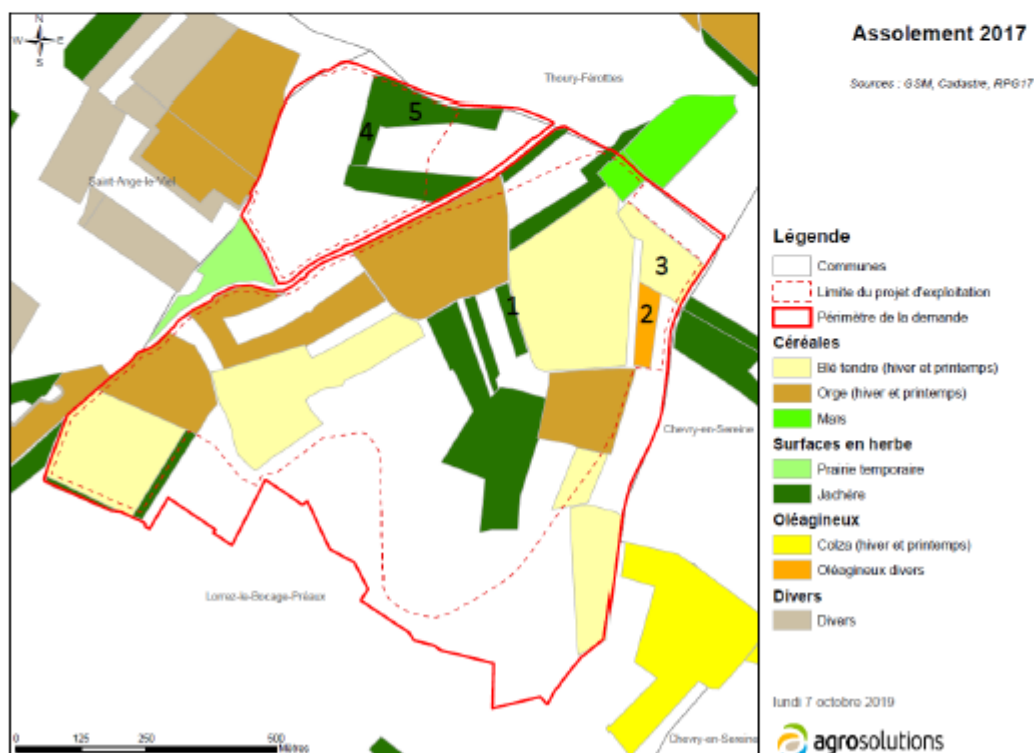 Assolement 2017
Sources : GSM, Cadastre, RPG17
N
W E
S
Thoury-Férottes
5
4
Saint-Ange-le-Viel
3
2
1
Chevry-en-Sereine
Lorrez-le-Bocage-Préaux
Chevry-en-Sereine
0 125 250 500
Mètres
Légende
Communes
Limite du projet d'exploitation
Périmètre de la demande
Céréales
Blé tendre (hiver et printemps)
Orge (hiver et printemps)
Maïs
Surfaces en herbe
Prairie temporaire
Jachère
Oléagineux
Colza (hiver et printemps)
Oléagineux divers
Divers
Divers
lundi 7 octobre 2019
agrosolutions